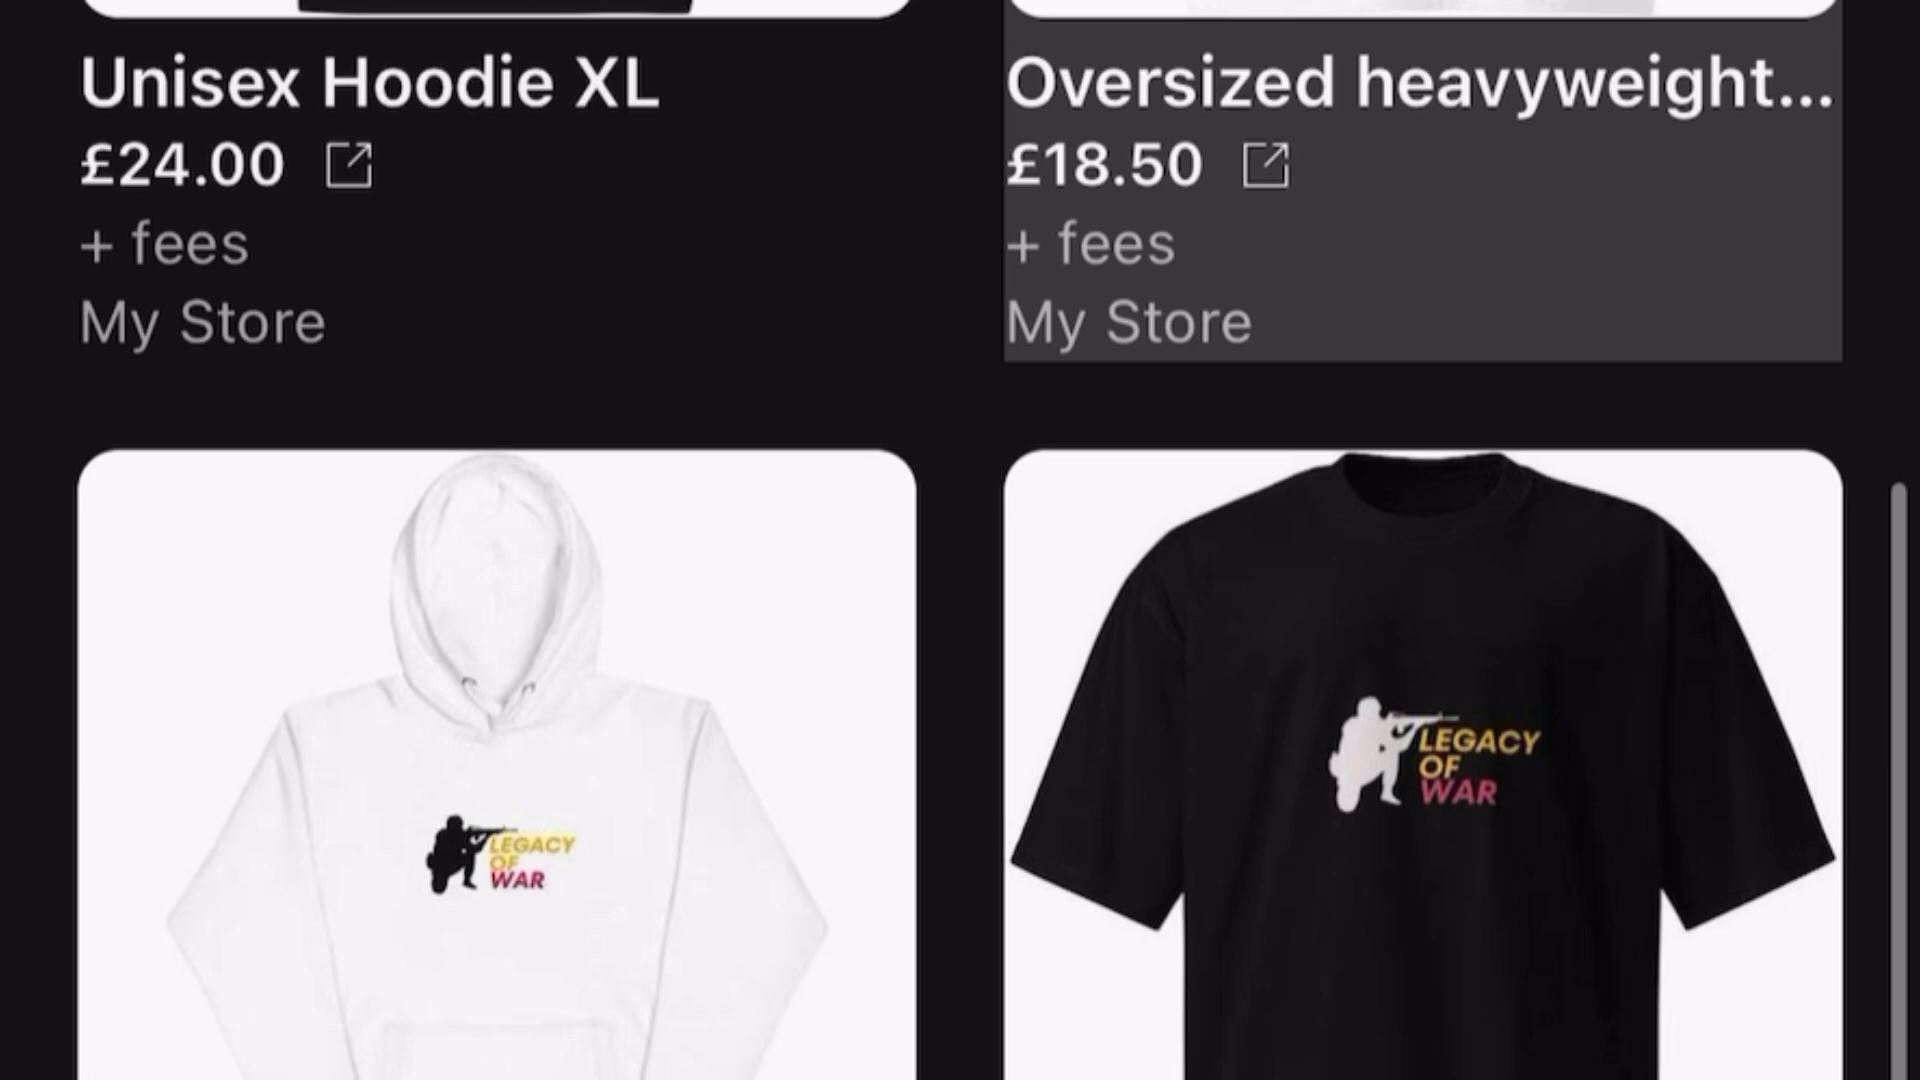 Unisex Hoodie XL
£24.00
+ fees
My Store
Oversized heavyweight...
£18.50
+ fees
My Store
LEGACY
OF
WAR
LEGACY
OF
WAR